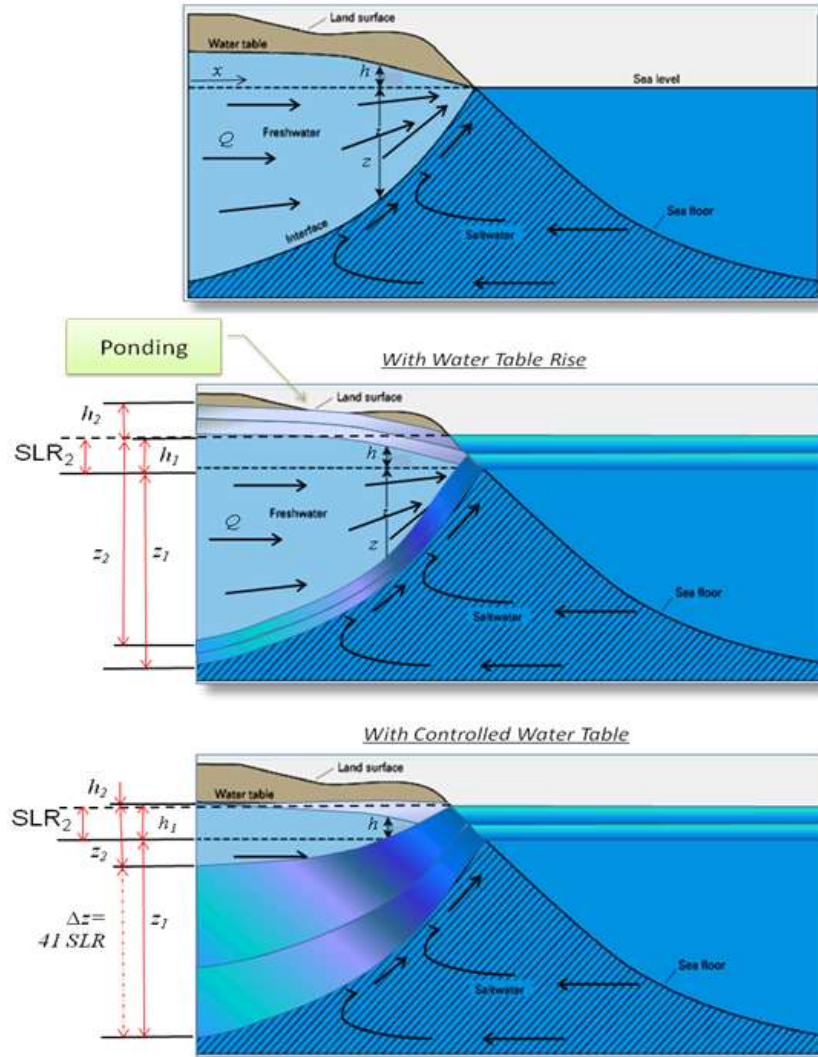 Land surface
Water table
x
h
Sea level
Freshwater
Q
z
Interface
Saltwater
Sea floor
Ponding
With Water Table Rise
Land surface
h2
SLR2
h1
h
Freshwater
Q
z
z2
z1
Saltwater
Sea floor
With Controlled Water Table
Land surface
h2
Water table
SLR2
h1
h
z2
Δz=
41 SLR
z1
Sea floor
Saltwater